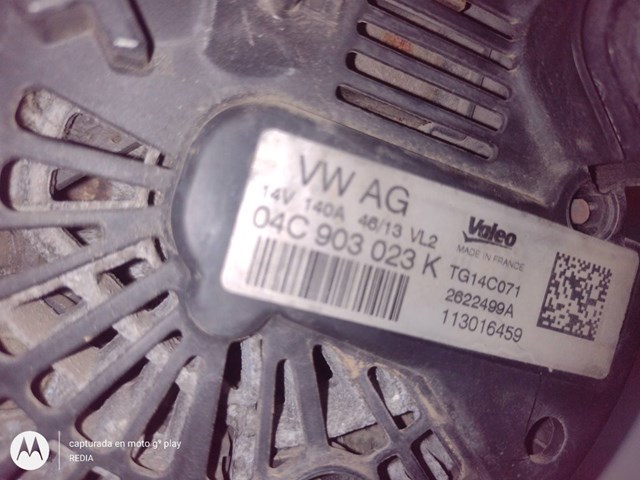 VW AG
14V 140A 46/13 VL2
04C 903 023 K
Valeo
MADE IN FRANCE
TG14C071
2622499A
113016459
capturada en moto g⁶ play
REDIA